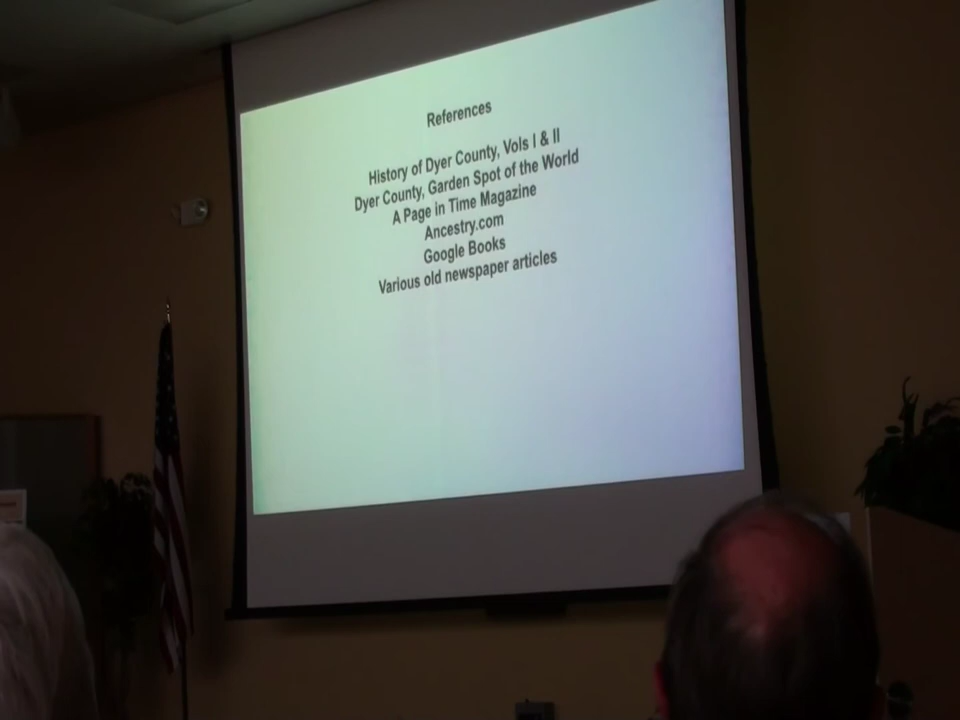 References
History of Dyer County, Vols I & II
Dyer County, Garden Spot of the World
A Page in Time Magazine
Ancestry.com
Google Books
Various old newspaper articles